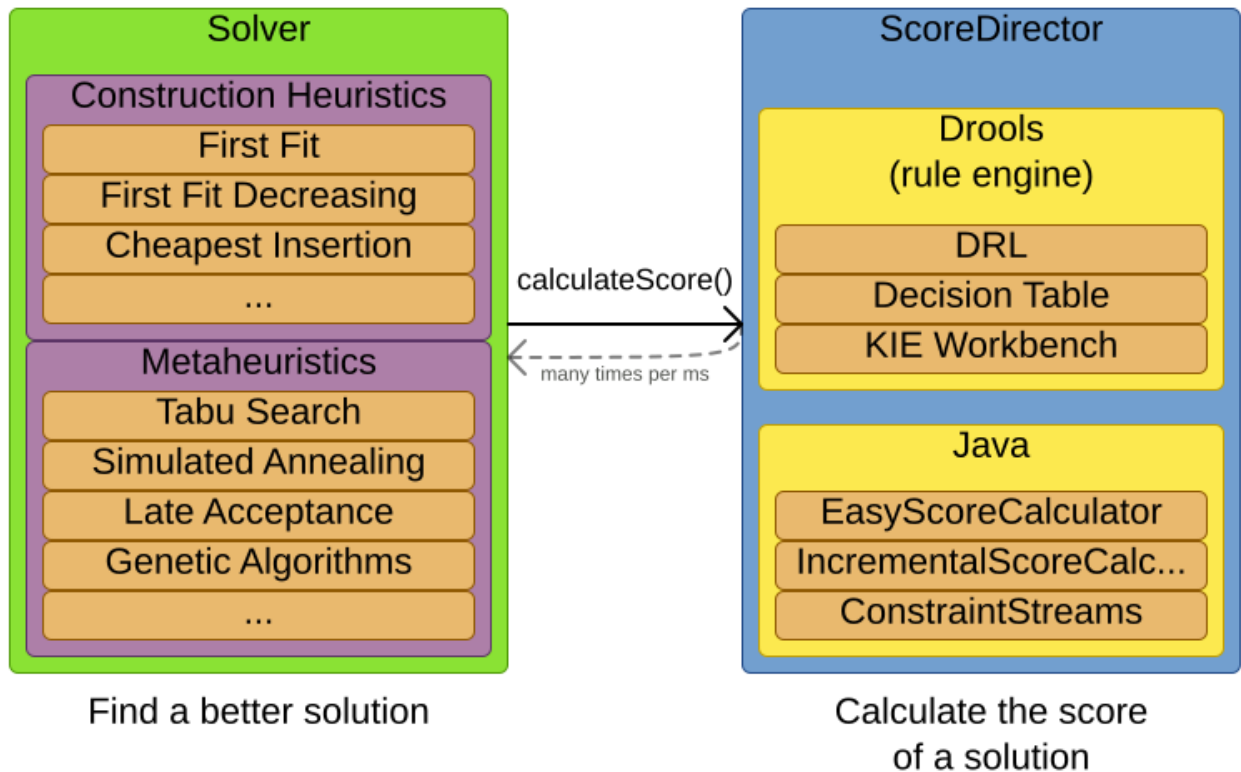 Solver
Construction Heuristics
First Fit
First Fit Decreasing
Cheapest Insertion
...
Metaheuristics
Tabu Search
Simulated Annealing
Late Acceptance
Genetic Algorithms
...
Find a better solution
calculateScore()
many times per ms
ScoreDirector
Drools
(rule engine)
DRL
Decision Table
KIE Workbench
Java
EasyScoreCalculator
IncrementalScoreCalc...
ConstraintStreams
Calculate the score
of a solution